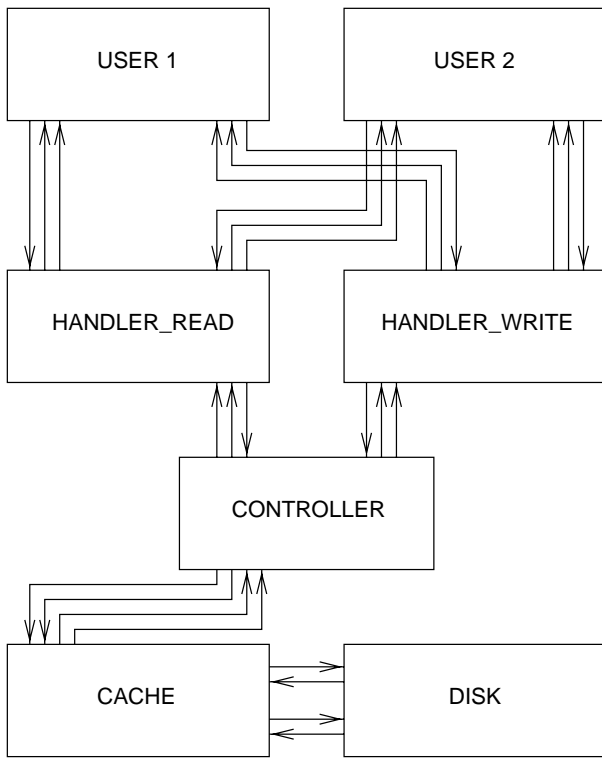 USER 1
USER 2
HANDLER_READ
HANDLER_WRITE
CONTROLLER
CACHE
DISK